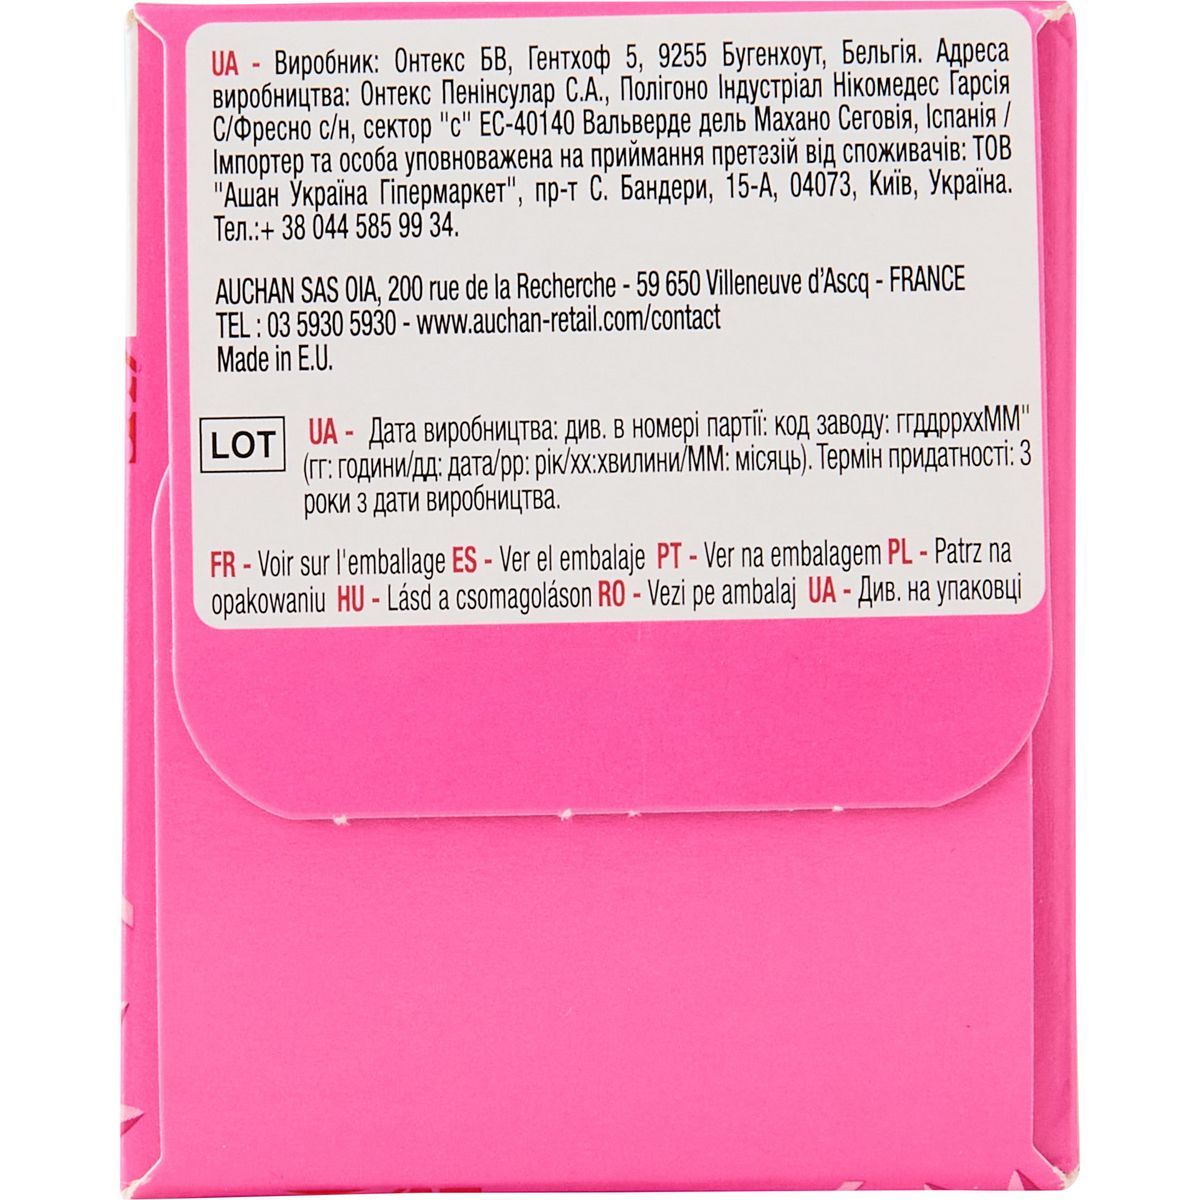 UA - Виробник: Онтекс БВ, Гентхоф 5, 9255 Бугенхоут, Бельгія. Адреса
виробництва: Онтекс Пенінсулар С.А., Полігоно Індустріал Нікомедес Гарсія
С/Фресно с/н, сектор "с" ЕС-40140 Вальверде дель Махано Сеговія, Іспанія /
Імпортер та особа уповноважена на приймання претезій від споживачів: ТОВ
"Ашан Україна Гіпермаркет", пр-т С. Бандери, 15-А, 04073, Київ, Україна.
Тел.:+ 38 044 585 99 34.
AUCHAN SAS OIA, 200 rue de la Recherche - 59 650 Villeneuve d'Ascq - FRANCE
TEL : 03 5930 5930 - www.auchan-retail.com/contact
Made in E.U.
LOT UA - Дата виробництва: див. в номері партії: код заводу: ггддррххММ"
(гг: години/дд: дата/рр: рік/хх:хвилини/ММ: місяць). Термін придатності: 3
роки з дати виробництва.
FR - Voir sur l'emballage ES - Ver el embalaje PT - Ver na embalagem PL - Patrz na
opakowaniu HU - Lásd a csomagoláson RO - Vezi pe ambalaj UA - Див. на упаковці